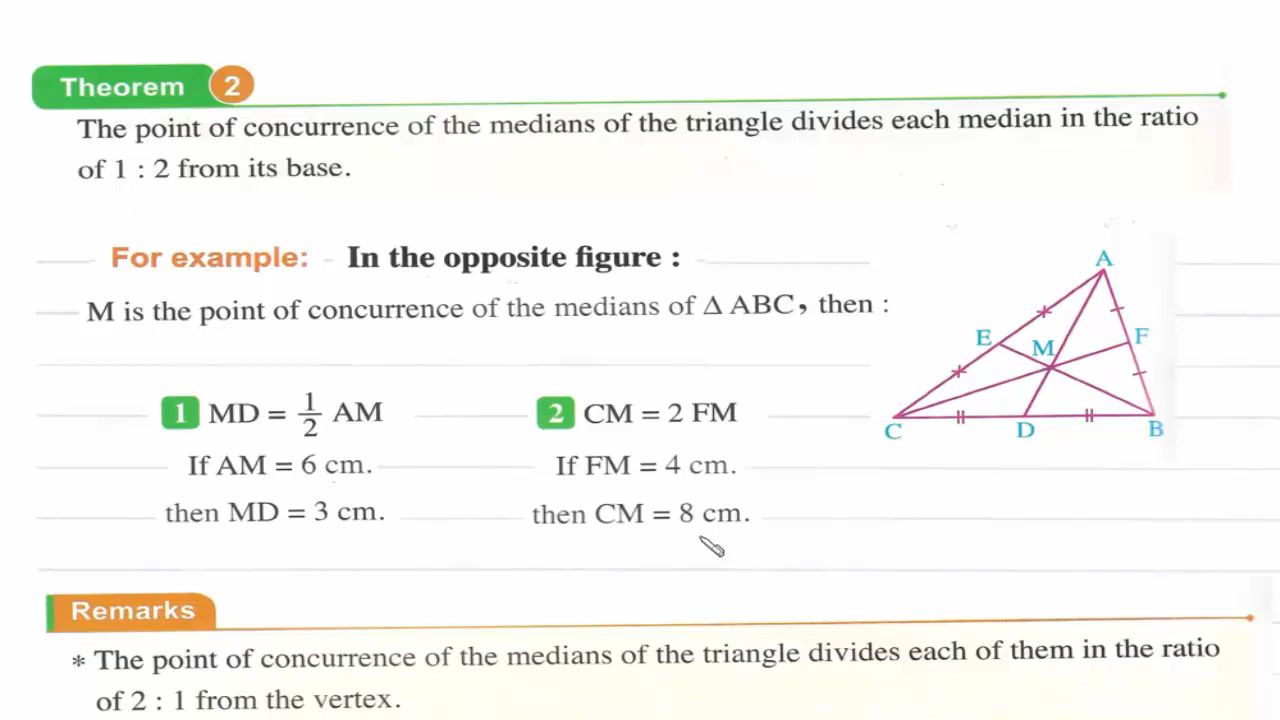 Theorem 2
The point of concurrence of the medians of the triangle divides each median in the ratio
of 1 : 2 from its base.
For example: In the opposite figure :
M is the point of concurrence of the medians of Δ ABC, then :
1 MD = 1/2 AM
If AM = 6 cm.
then MD = 3 cm.
2 CM = 2 FM
If FM = 4 cm.
then CM = 8 cm.
A
E
M
F
C
D
B
Remarks
* The point of concurrence of the medians of the triangle divides each of them in the ratio
of 2 : 1 from the vertex.